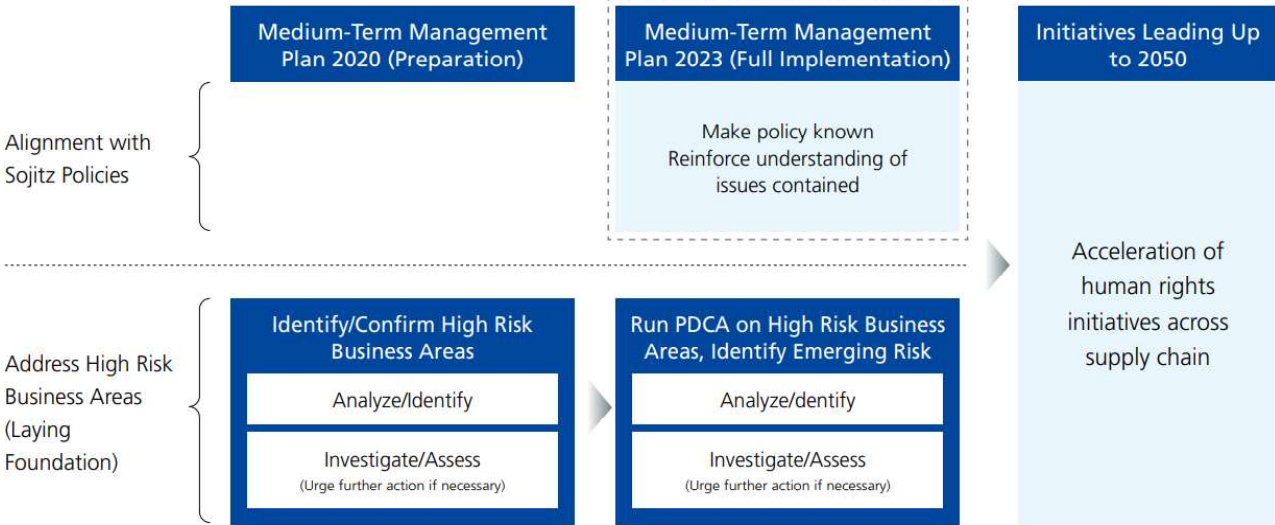 Medium-Term Management
Plan 2020 (Preparation)
Medium-Term Management
Plan 2023 (Full Implementation)
Initiatives Leading Up
to 2050
Alignment with
Sojitz Policies
Make policy known
Reinforce understanding of
issues contained
Acceleration of
human rights
initiatives across
supply chain
Address High Risk
Business Areas
(Laying
Foundation)
Identify/Confirm High Risk
Business Areas
Analyze/Identify
Investigate/Assess
(Urge further action if necessary)
Run PDCA on High Risk Business
Areas, Identify Emerging Risk
Analyze/dentify
Investigate/Assess
(Urge further action if necessary)